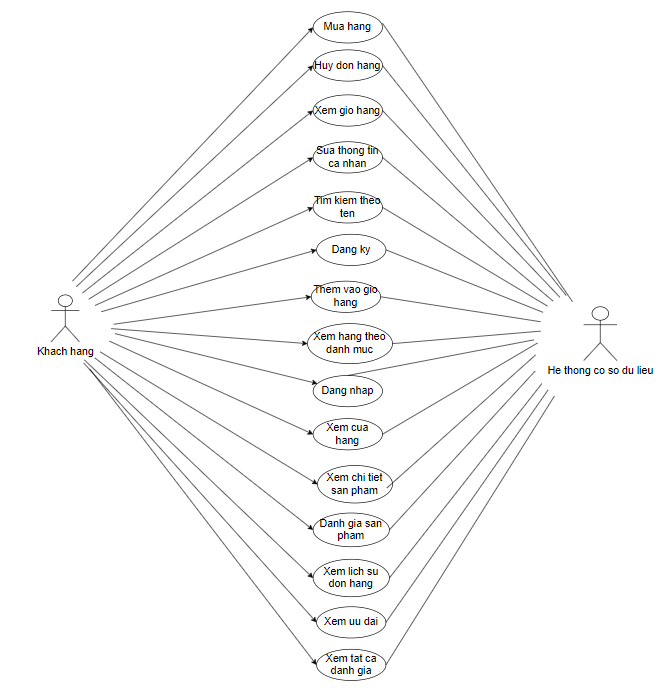 Mua hang
Huy don hang
Xem gio hang
Sua thong tin
ca nhan
Tim kiem theo
ten
Dang ky
Them vao gio
hang
Xem hang theo
danh muc
Dang nhap
Xem cua
hang
Xem chi tiet
san pham
Danh gia san
pham
Xem lich su
don hang
Xem uu dai
Xem tat ca
danh gia
Khach hang
He thong co so du lieu